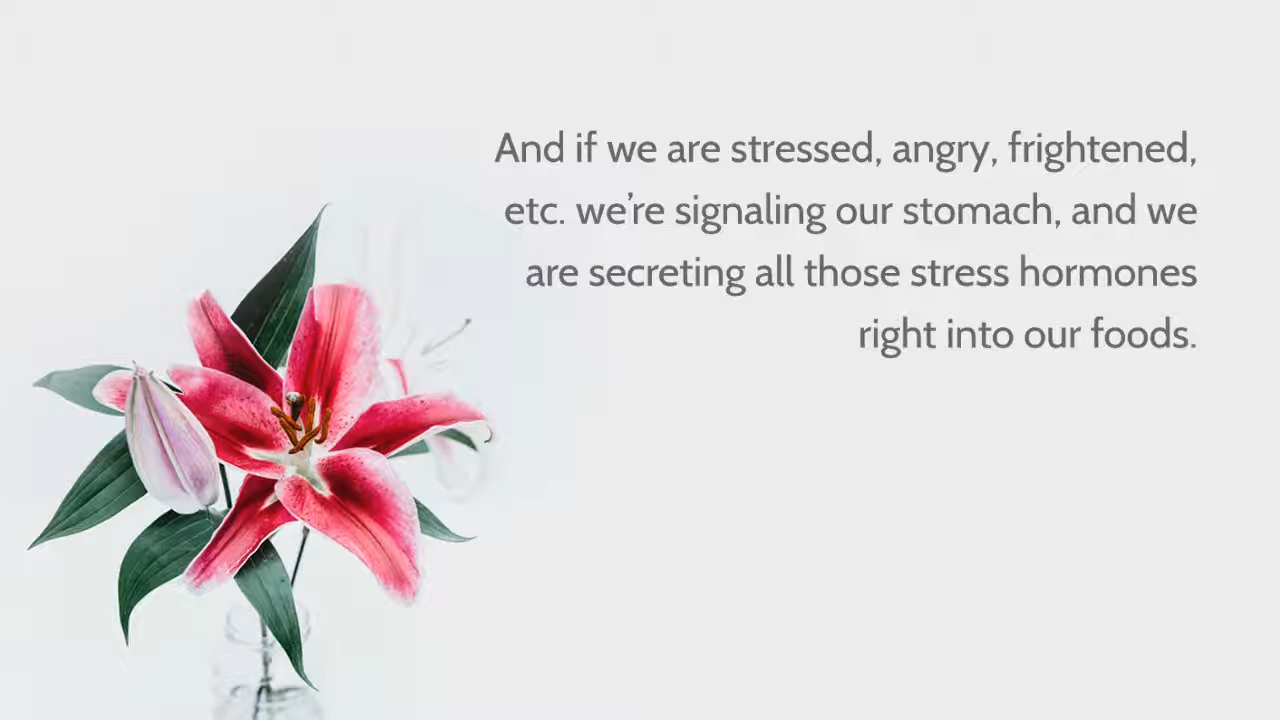 And if we are stressed, angry, frightened,
etc. we’re signaling our stomach, and we
are secreting all those stress hormones
right into our foods.